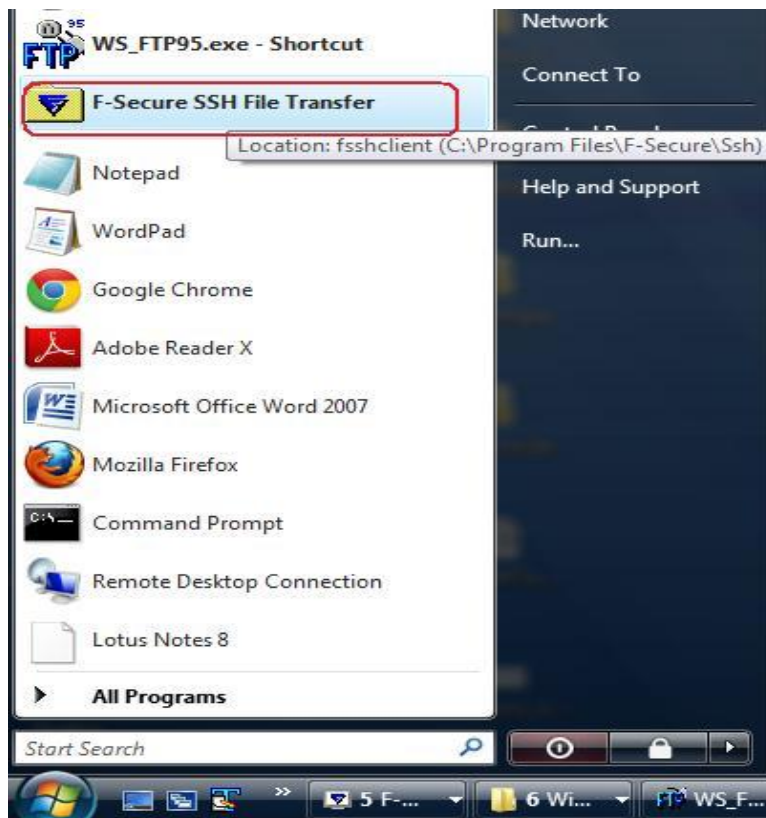 95
FTP
WS_FTP95.exe - Shortcut
F-Secure SSH File Transfer
Location: fsshclient (C:\Program Files\F-Secure\Ssh)
Notepad
WordPad
Google Chrome
Adobe Reader X
Microsoft Office Word 2007
Mozilla Firefox
C:\
Command Prompt
Remote Desktop Connection
Lotus Notes 8
All Programs
Start Search
Network
Connect To
Help and Support
Run...
5 F-...
6 Wi...
FTP WS_F...